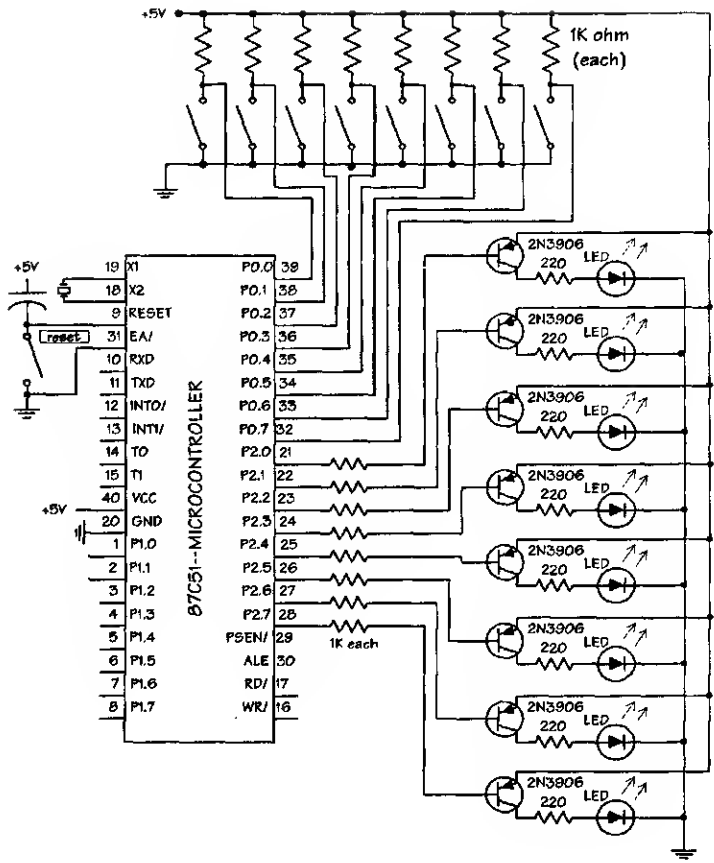 +5V
1K ohm
(each)
+5V
reset
19 X1
18 X2
9 RESET
31 EA/
10 RXD
11 TXD
12 INT0/
13 INT1/
14 T0
15 T1
40 VCC
+5V
20 GND
1 P1.0
2 P1.1
3 P1.2
4 P1.3
5 P1.4
6 P1.5
7 P1.6
8 P1.7
87C51--MICROCONTROLLER
P0.0 39
P0.1 38
P0.2 37
P0.3 36
P0.4 35
P0.5 34
P0.6 33
P0.7 32
P2.0 21
P2.1 22
P2.2 23
P2.3 24
P2.4 25
P2.5 26
P2.6 27
P2.7 28
PSEN/ 29
ALE 30
RD/ 17
WR/ 16
1K each
2N3906
220 LED
2N3906
220 LED
2N3906
220 LED
2N3906
220 LED
2N3906
220 LED
2N3906
220 LED
2N3906
220 LED
2N3906
220 LED